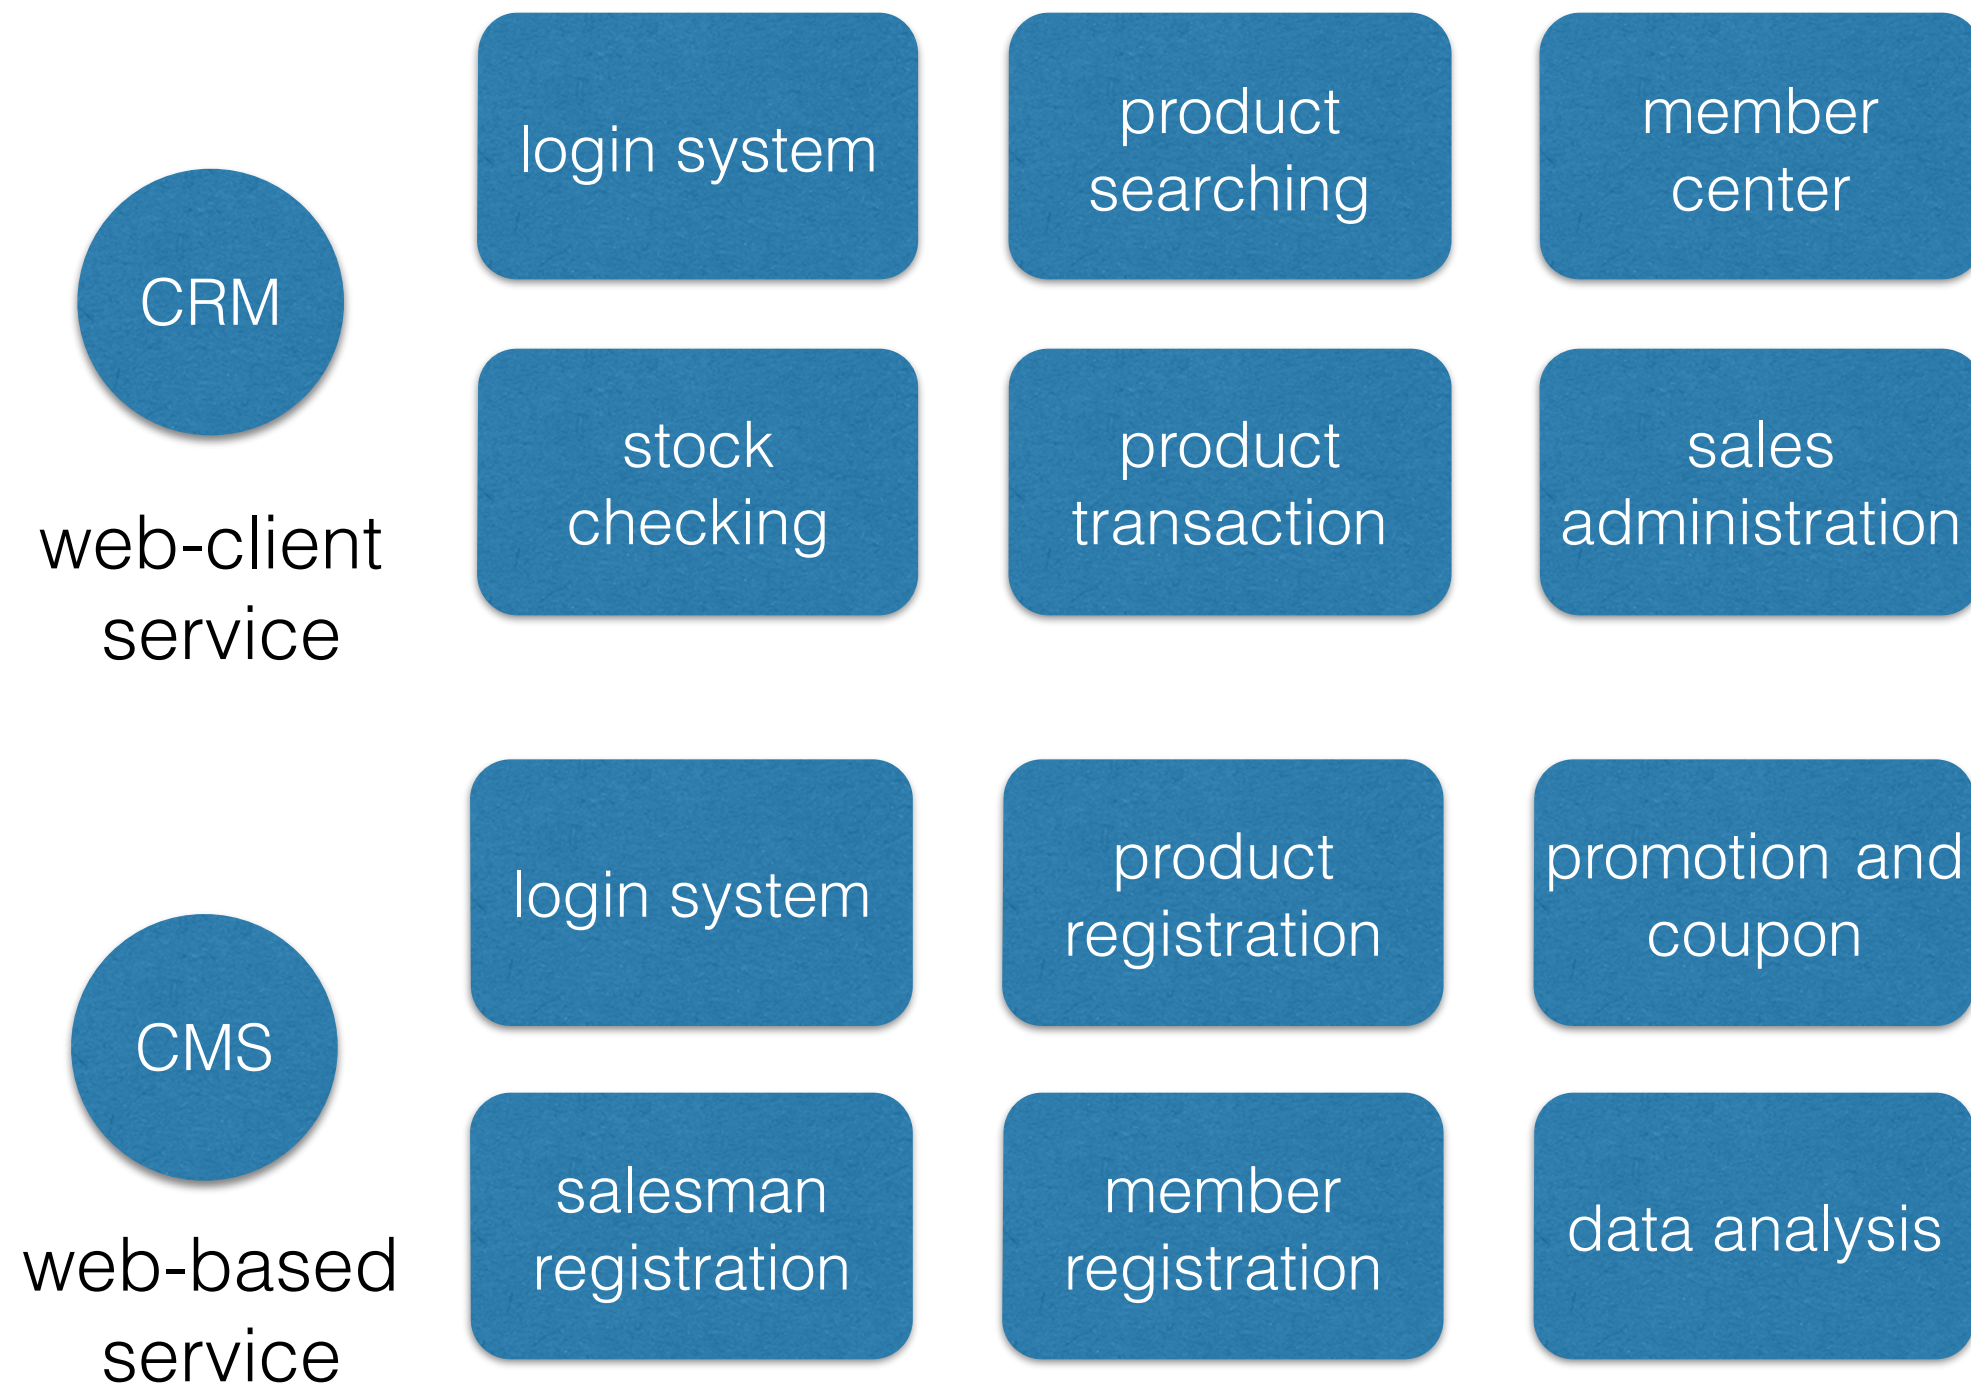 login system
product
searching
member
center
CRM
stock
checking
product
transaction
sales
administration
web-client
service
login system
product
registration
promotion and
coupon
CMS
salesman
registration
member
registration
data analysis
web-based
service